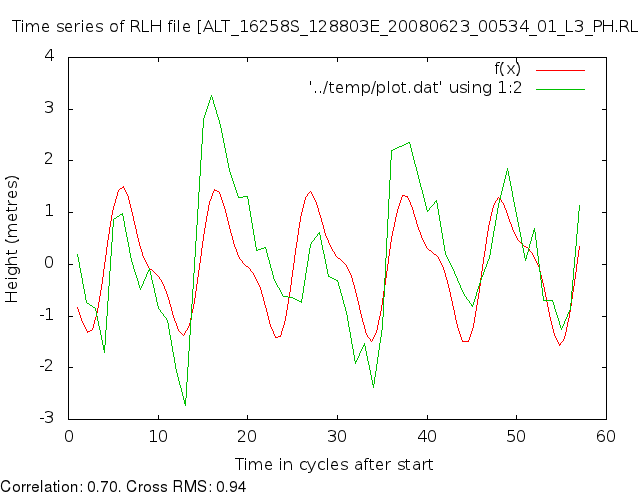 Time series of RLH file [ALT_16258S_128803E_20080623_00534_01_L3_PH.RL
f(x)
'../temp/plot.dat' using 1:2
4
3
2
1
0
-1
-2
-3
Height (metres)
0 10 20 30 40 50 60
Time in cycles after start
Correlation: 0.70. Cross RMS: 0.94